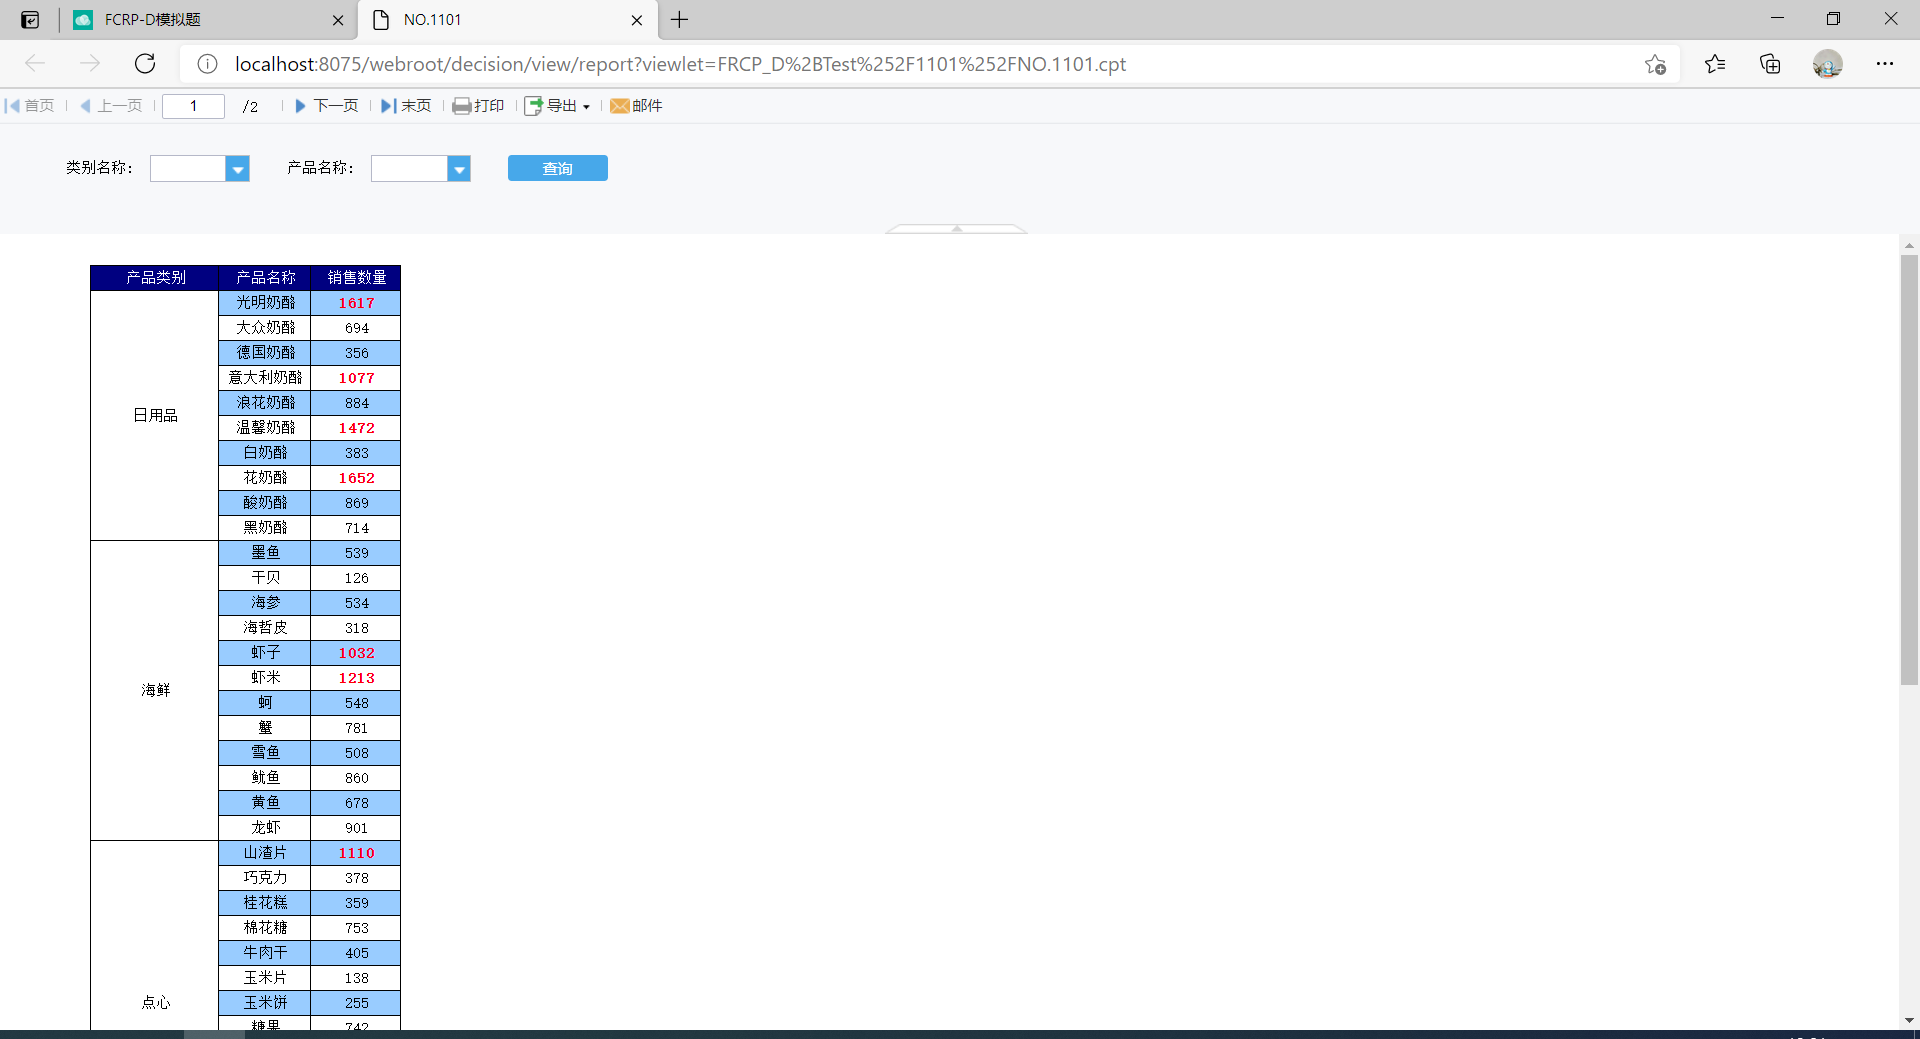 FCRP-D模拟题
NO.1101
localhost:8075/webroot/decision/view/report?viewlet=FRCP_D%2BTest%252F1101%252FNO.1101.cpt
首页 上一页 1 /2 下一页 末页 打印 导出 邮件
类别名称: 产品名称: 查询
产品类别 产品名称 销售数量
光明奶酪 1617
大众奶酪 694
德国奶酪 356
意大利奶酪 1077
浪花奶酪 884
日用品
温馨奶酪 1472
白奶酪 383
花奶酪 1652
酸奶酪 869
黑奶酪 714
墨鱼 539
干贝 126
海参 534
海哲皮 318
虾子 1032
虾米 1213
海鲜
蚵 548
蟹 781
雪鱼 508
鱿鱼 860
黄鱼 678
龙虾 901
山渣片 1110
巧克力 378
桂花糕 359
棉花糖 753
牛肉干 405
玉米片 138
点心 玉米饼 255
糖果 742